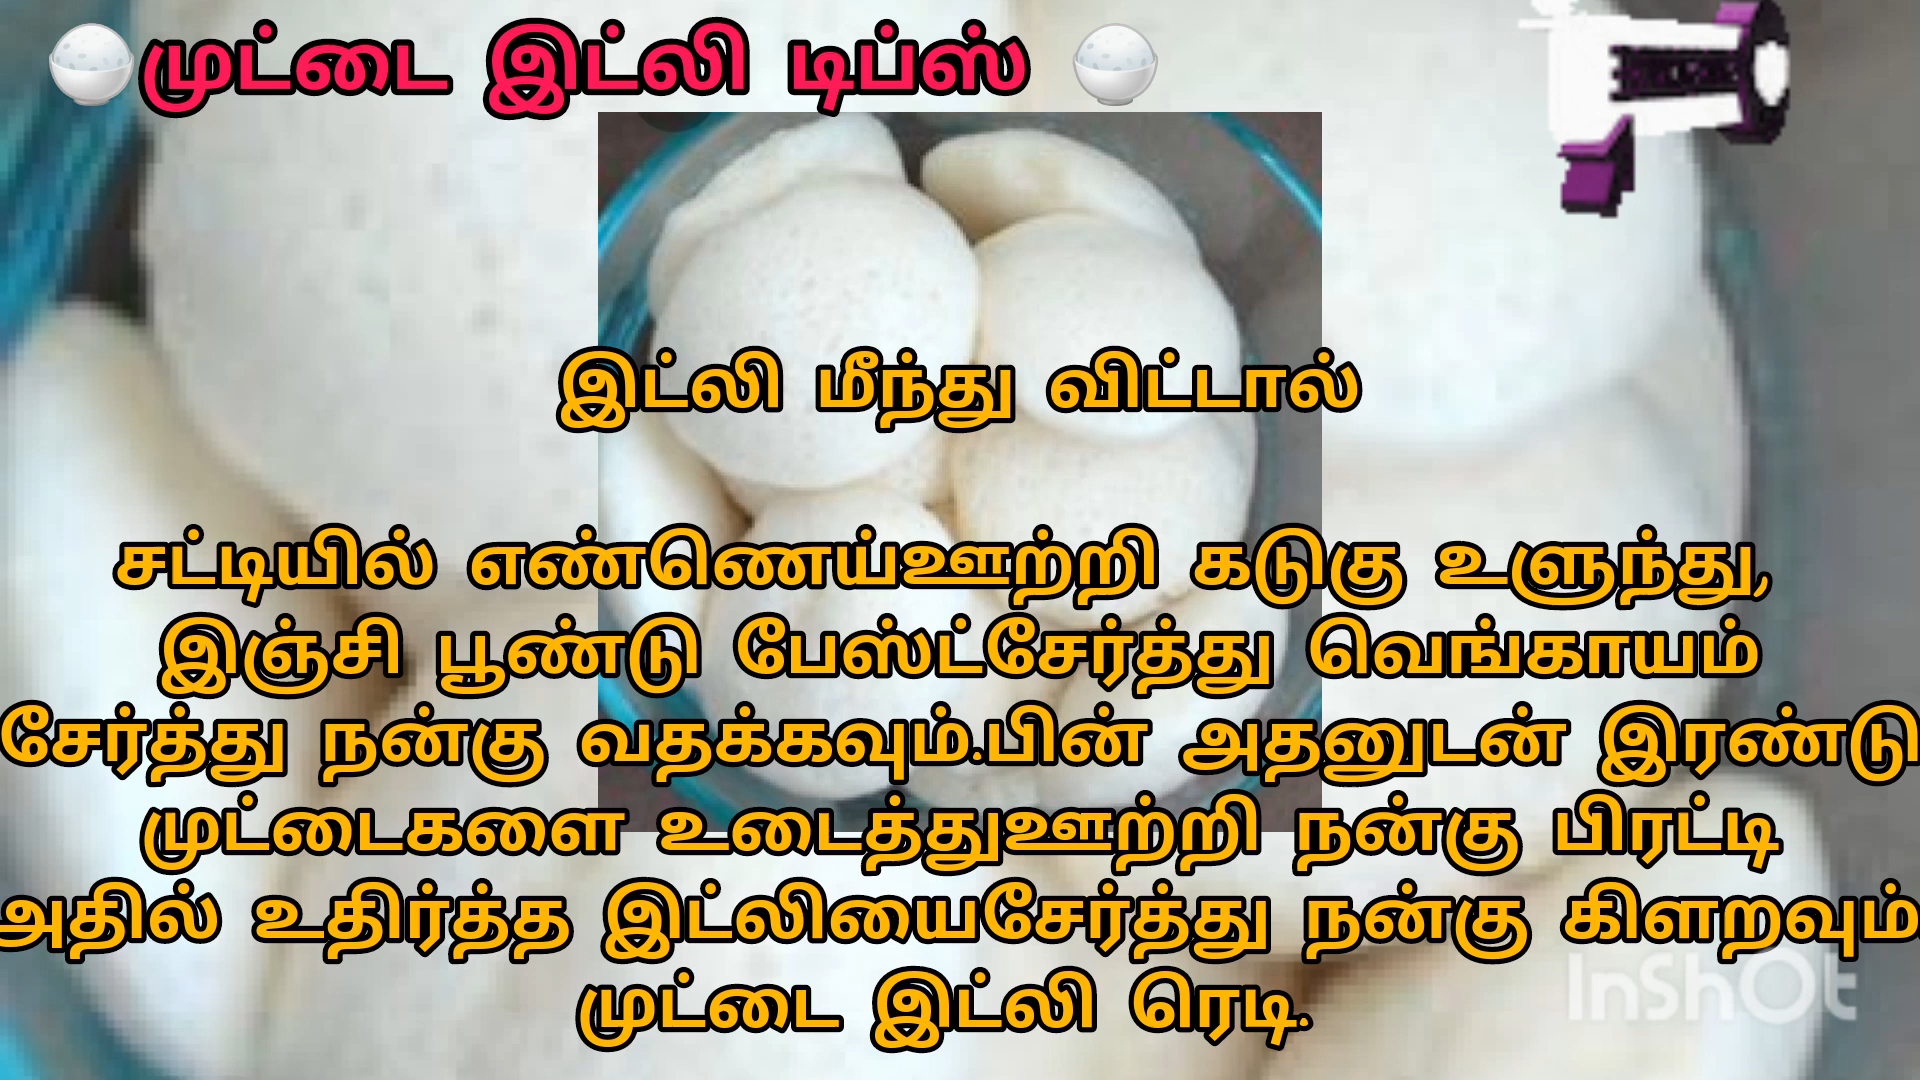 🍚முட்டை இட்லி டிப்ஸ் 🍚
இட்லி மீந்து விட்டால்
சட்டியில் எண்ணெய்ஊற்றி கடுகு உளுந்து,
இஞ்சி பூண்டு பேஸ்ட்சேர்த்து வெங்காயம்
சேர்த்து நன்கு வதக்கவும்.பின் அதனுடன் இரண்டு
முட்டைகளை உடைத்துஊற்றி நன்கு பிரட்டி
அதில் உதிர்த்த இட்லியைசேர்த்து நன்கு கிளறவும்.
முட்டை இட்லி ரெடி.
InShOt